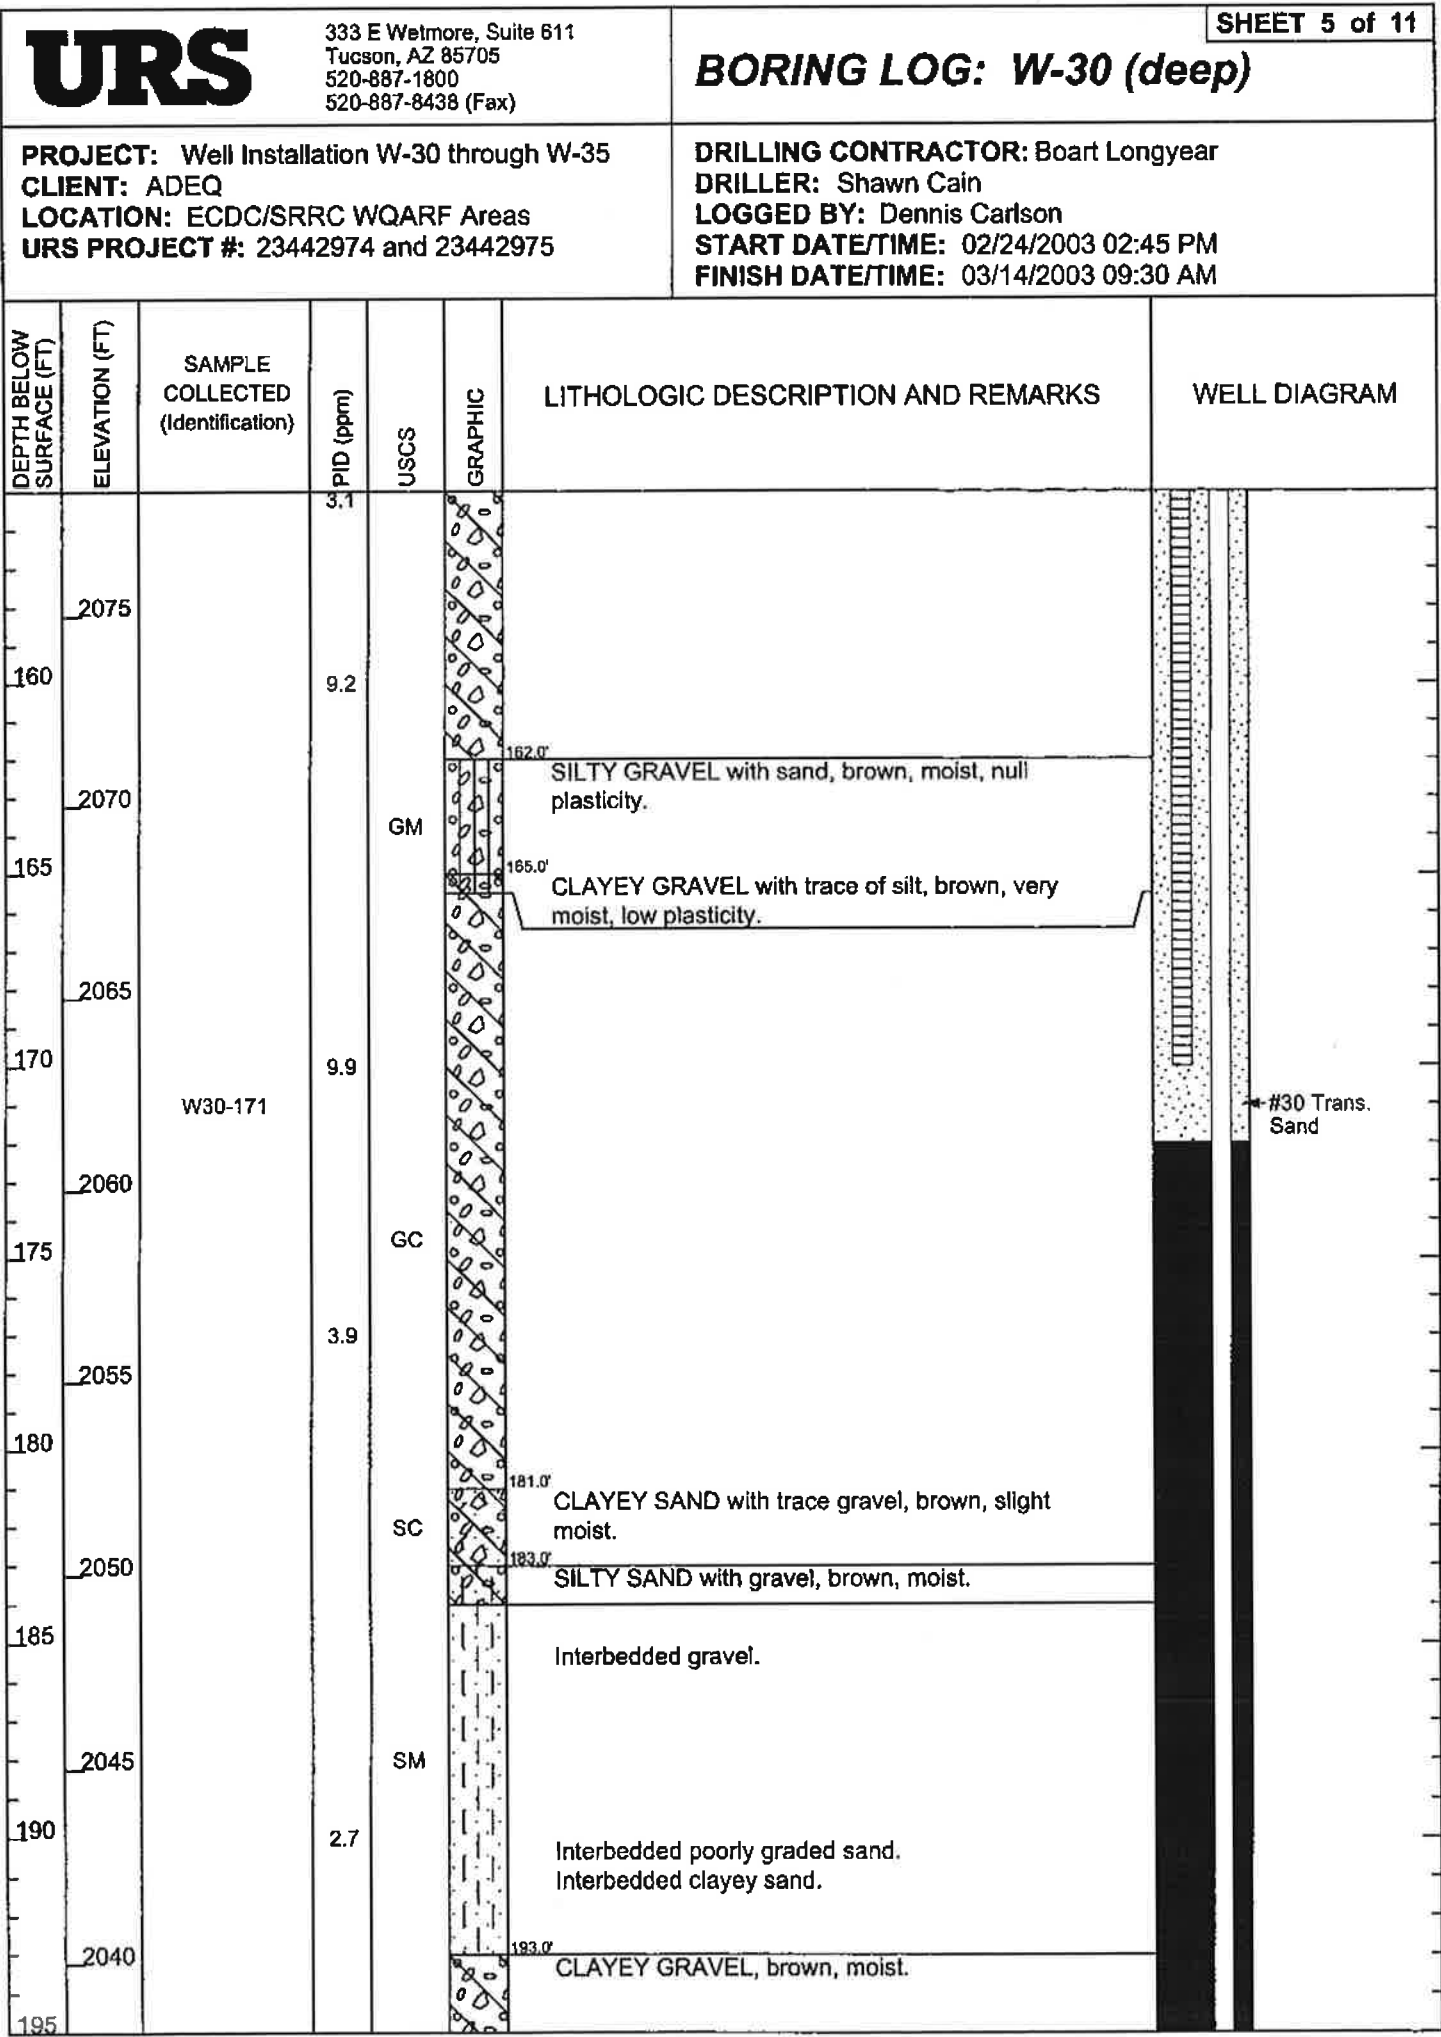 URS
333 E Wetmore, Suite 611
Tucson, AZ 85705
520-887-1800
520-887-8438 (Fax)
SHEET 5 of 11
BORING LOG: W-30 (deep)
PROJECT: Well Installation W-30 through W-35
CLIENT: ADEQ
LOCATION: ECDC/SRRC WQARF Areas
URS PROJECT #: 23442974 and 23442975
DRILLING CONTRACTOR: Boart Longyear
DRILLER: Shawn Cain
LOGGED BY: Dennis Carlson
START DATE/TIME: 02/24/2003 02:45 PM
FINISH DATE/TIME: 03/14/2003 09:30 AM
DEPTH BELOW
SURFACE (FT)
ELEVATION (FT)
SAMPLE
COLLECTED
(Identification)
PID (ppm)
USCS
GRAPHIC
LITHOLOGIC DESCRIPTION AND REMARKS
WELL DIAGRAM
3.1
2075
160
9.2
162.0'
SILTY GRAVEL with sand, brown, moist, null
plasticity.
2070
GM
165
165.0'
CLAYEY GRAVEL with trace of silt, brown, very
moist, low plasticity.
2065
170
9.9
W30-171
#30 Trans.
Sand
2060
GC
175
3.9
2055
180
181.0'
CLAYEY SAND with trace gravel, brown, slight
moist.
SC
183.0'
2050
SILTY SAND with gravel, brown, moist.
185
Interbedded gravel.
2045
SM
190
2.7
Interbedded poorly graded sand.
Interbedded clayey sand.
193.0'
2040
CLAYEY GRAVEL, brown, moist.
195